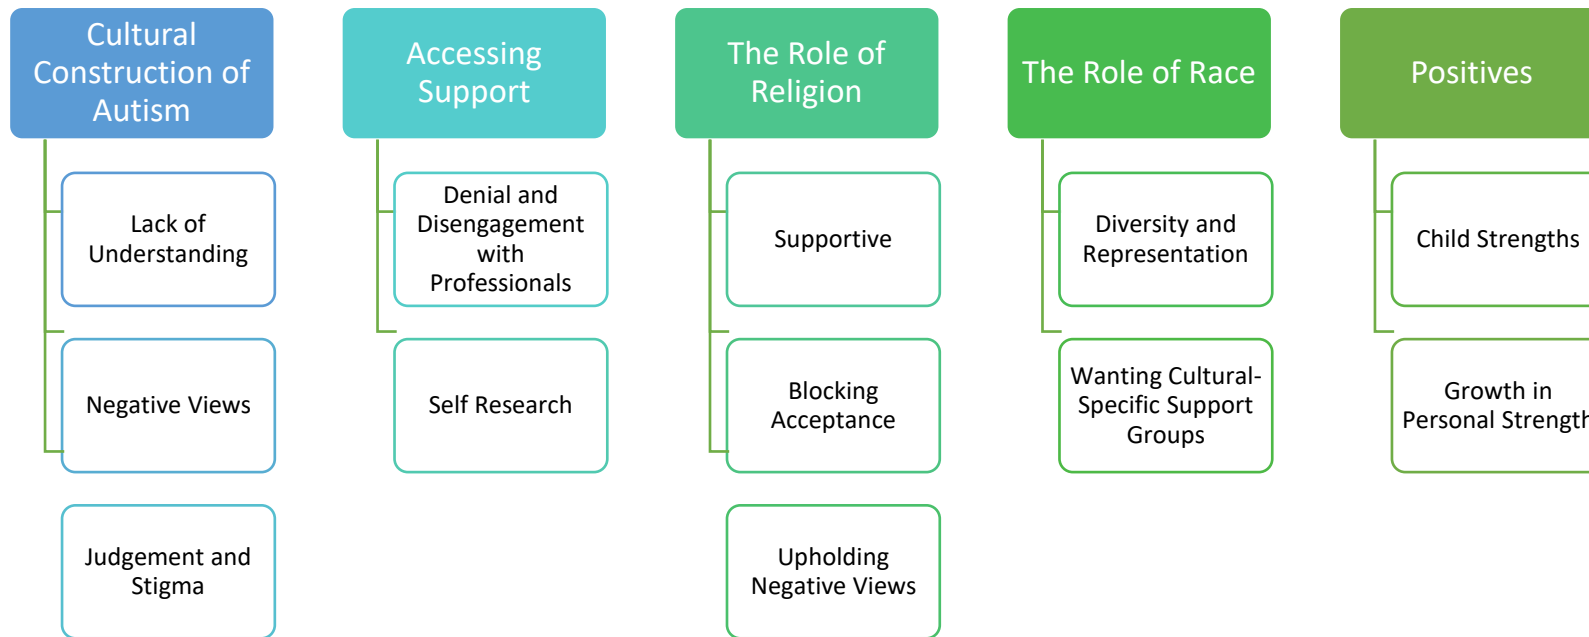 Cultural
Construction of
Autism
Lack of
Understanding
Negative Views
Judgement and
Stigma
Accessing
Support
Denial and
Disengagement
with
Professionals
Self Research
The Role of
Religion
Supportive
Blocking
Acceptance
Upholding
Negative Views
The Role of Race
Diversity and
Representation
Wanting Cultural-
Specific Support
Groups
Positives
Child Strengths
Growth in
Personal Strength